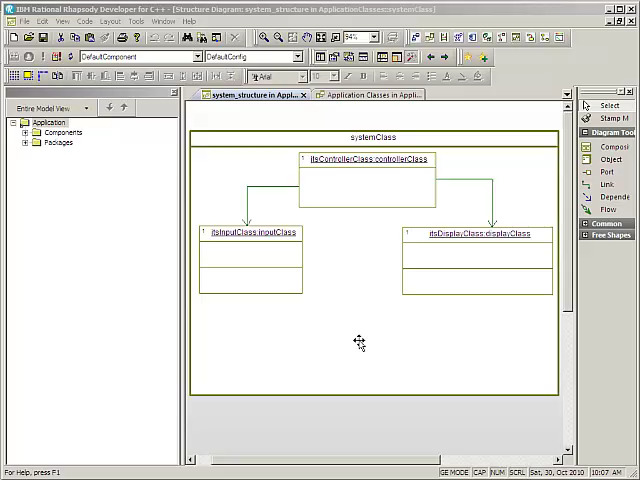 IBM Rational Rhapsody Developer for C++ - [Structure Diagram: system_structure in ApplicationClasses::systemClass]
File Edit View Code Layout Tools Window Help
94%
DefaultComponent DefaultConfig
Arial 10
Entire Model View
Application
Components
Packages
system_structure in Appl...
Application Classes in Appli...
systemClass
1 itsControllerClass:controllerClass
1 itsInputClass:inputClass
1 itsDisplayClass:displayClass
Select
Stamp M
Diagram Tool
Composi
Object
Port
Link
Depende
Flow
Common
Free Shapes
For Help, press F1
GE MODE CAP NUM SCRL Sat, 30, Oct 2010 10:07 AM